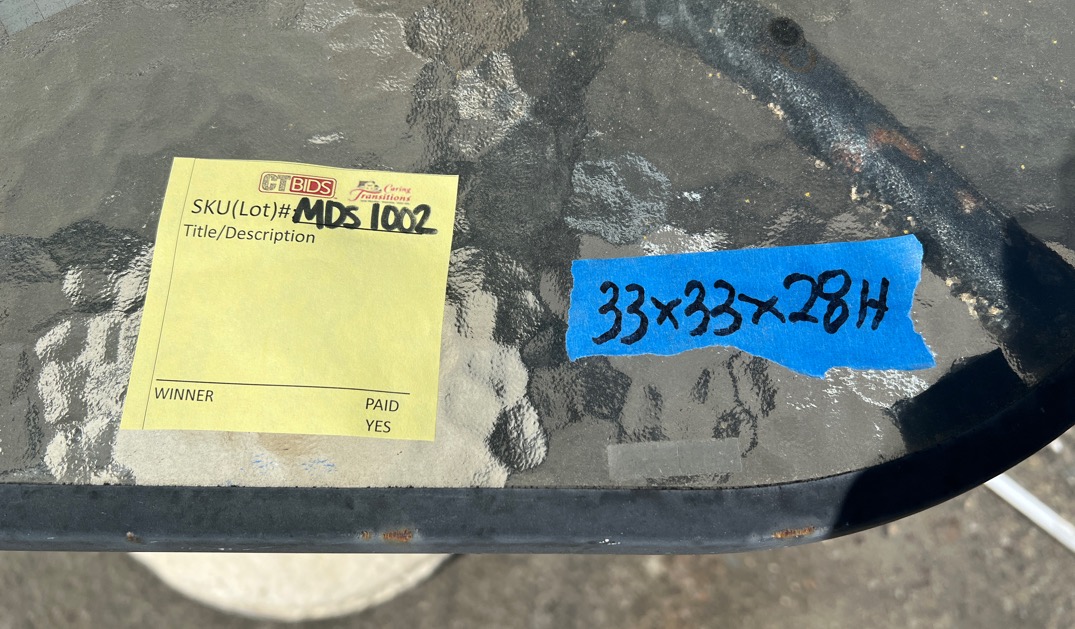 CTBIDS Caring Transitions
SKU(Lot)# MDS 1002
Title/Description
WINNER
PAID
YES
33x33x28H